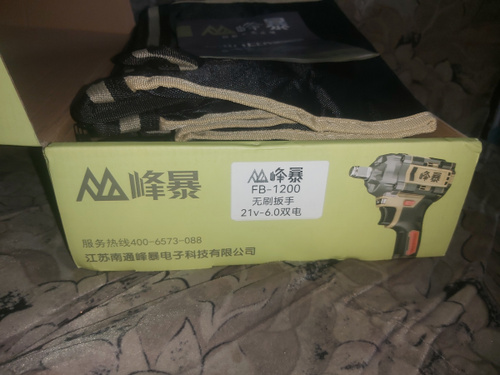 峰暴
峰暴
峰暴
FB-1200
无刷扳手
21v-6.0双电
服务热线400-6573-088
江苏南通峰暴电子科技有限公司